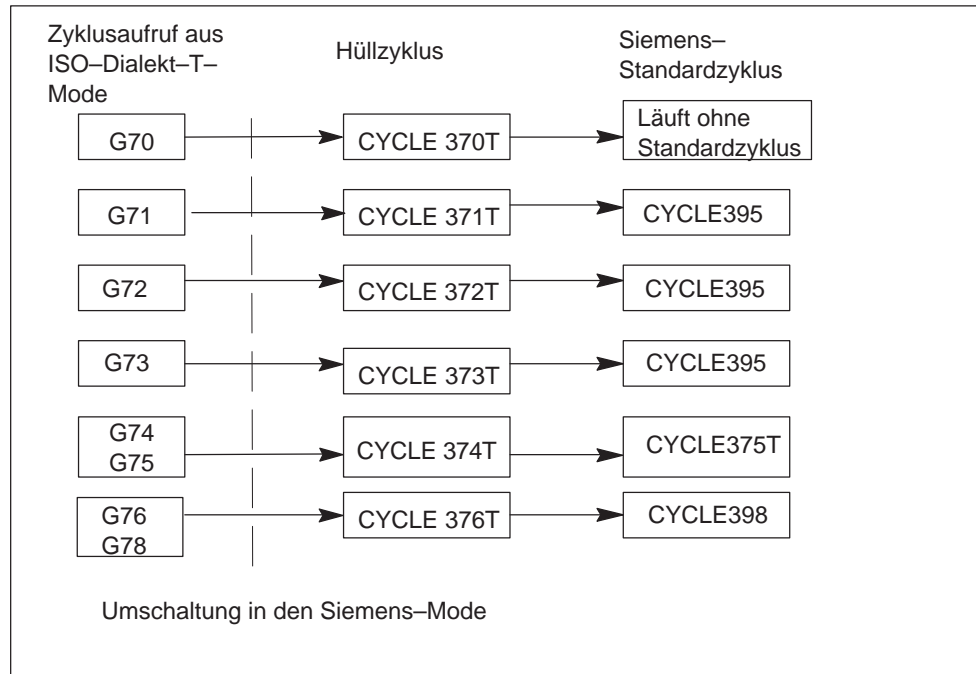 Zyklusaufruf aus
ISO–Dialekt–T–
Mode
Hüllzyklus
Siemens–
Standardzyklus
G70
CYCLE 370T
Läuft ohne
Standardzyklus
G71
CYCLE 371T
CYCLE395
G72
CYCLE 372T
CYCLE395
G73
CYCLE 373T
CYCLE395
G74
G75
CYCLE 374T
CYCLE375T
G76
G78
CYCLE 376T
CYCLE398
Umschaltung in den Siemens–Mode